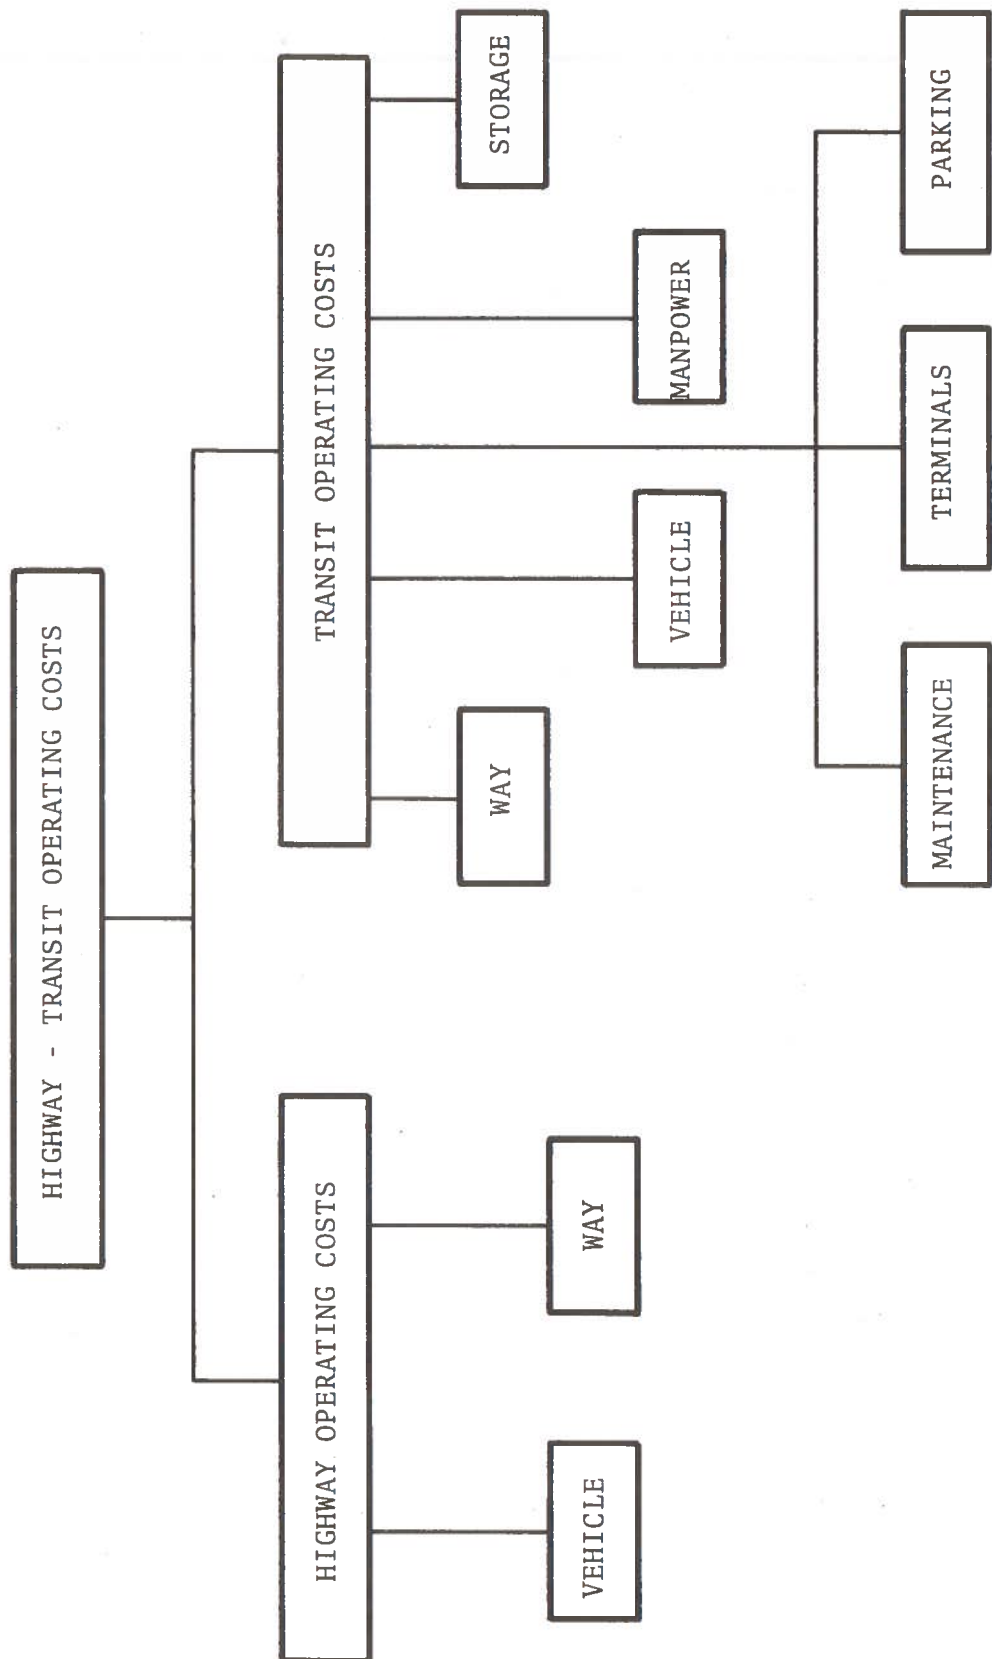 HIGHWAY - TRANSIT OPERATING COSTS
HIGHWAY OPERATING COSTS
TRANSIT OPERATING COSTS
WAY
STORAGE
VEHICLE
WAY
VEHICLE
MANPOWER
MAINTENANCE
TERMINALS
PARKING